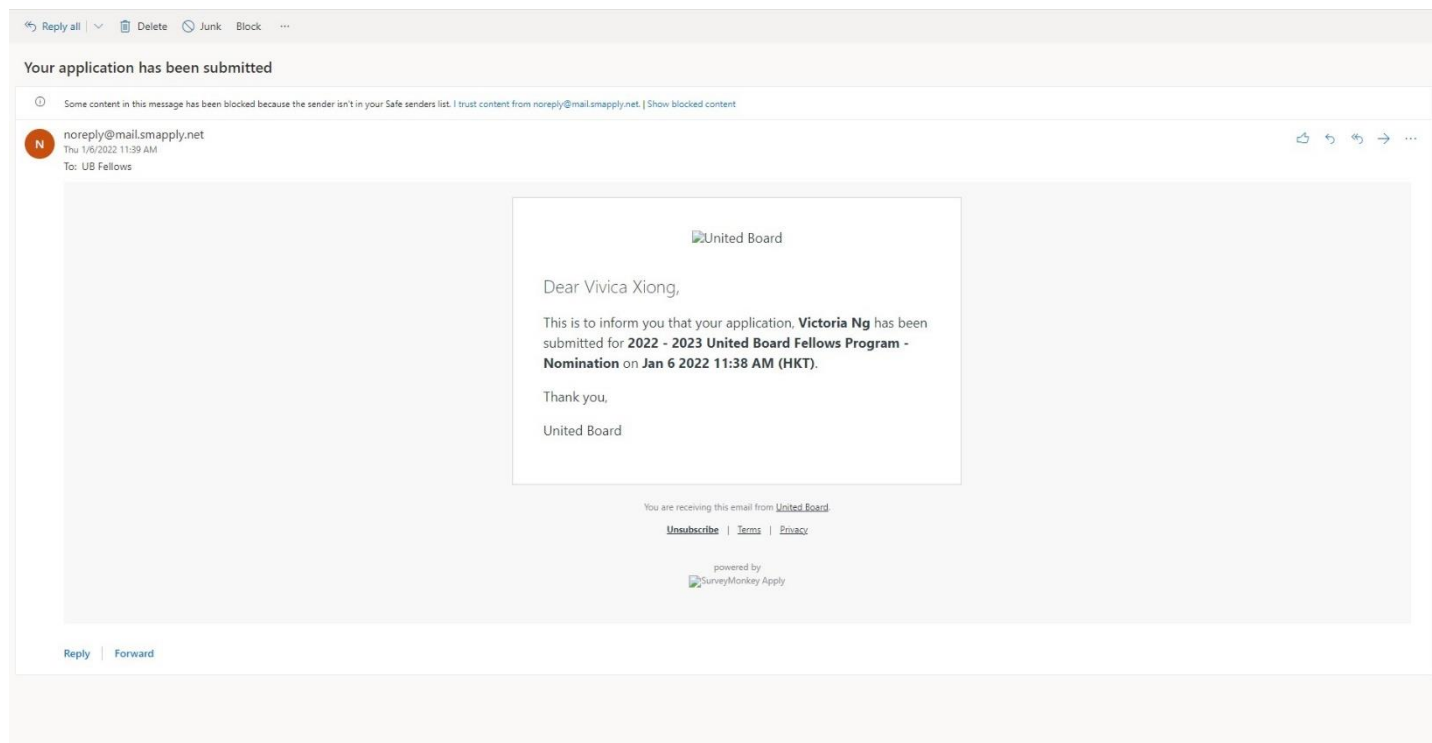 Reply all Delete Junk Block ...
Your application has been submitted
Some content in this message has been blocked because the sender isn't in your Safe senders list. I trust content from noreply@mail.smapply.net. | Show blocked content
N
noreply@mail.smapply.net
Thu 1/6/2022 11:39 AM
To: UB Fellows
United Board
Dear Vivica Xiong,
This is to inform you that your application, Victoria Ng has been
submitted for 2022 - 2023 United Board Fellows Program -
Nomination on Jan 6 2022 11:38 AM (HKT).
Thank you,
United Board
You are receiving this email from United Board.
Unsubscribe | Terms | Privacy
powered by
SurveyMonkey Apply
Reply | Forward